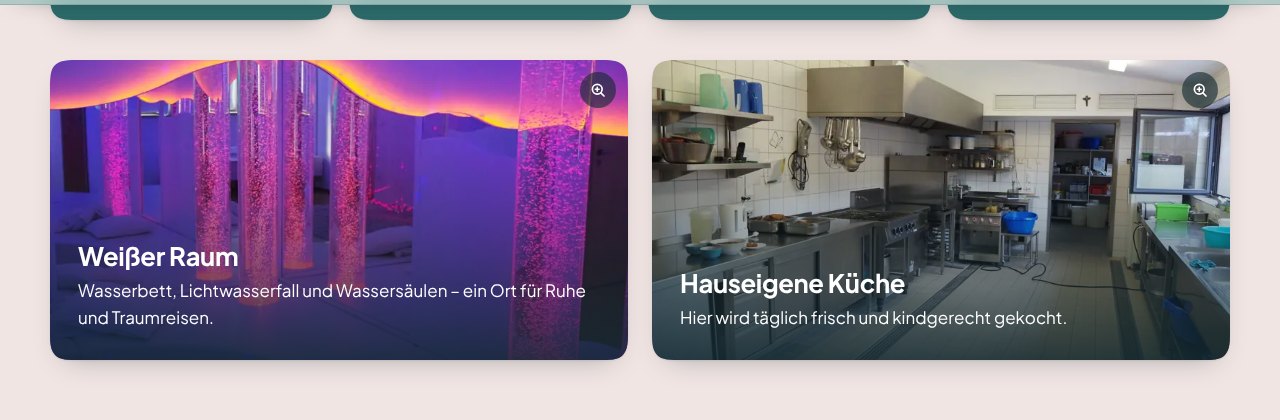 Weißer Raum
Wasserbett, Lichtwasserfall und Wassersäulen – ein Ort für Ruhe
und Traumreisen.
Hauseigene Küche
Hier wird täglich frisch und kindgerecht gekocht.